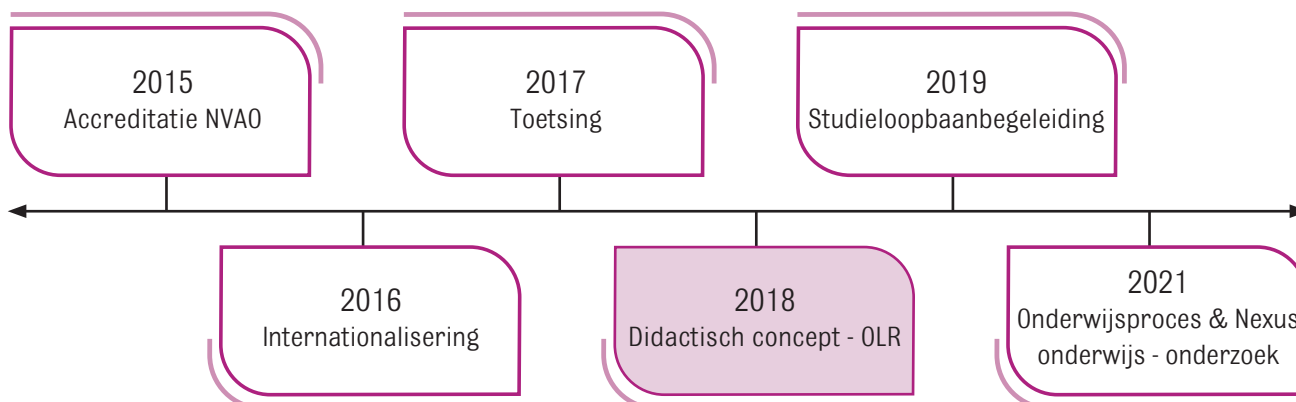 2015
Accreditatie NVAO
2017
Toetsing
2019
Studieloopbaanbegeleiding
2016
Internationalisering
2018
Didactisch concept - OLR
2021
Onderwijsproces & Nexus
onderwijs - onderzoek